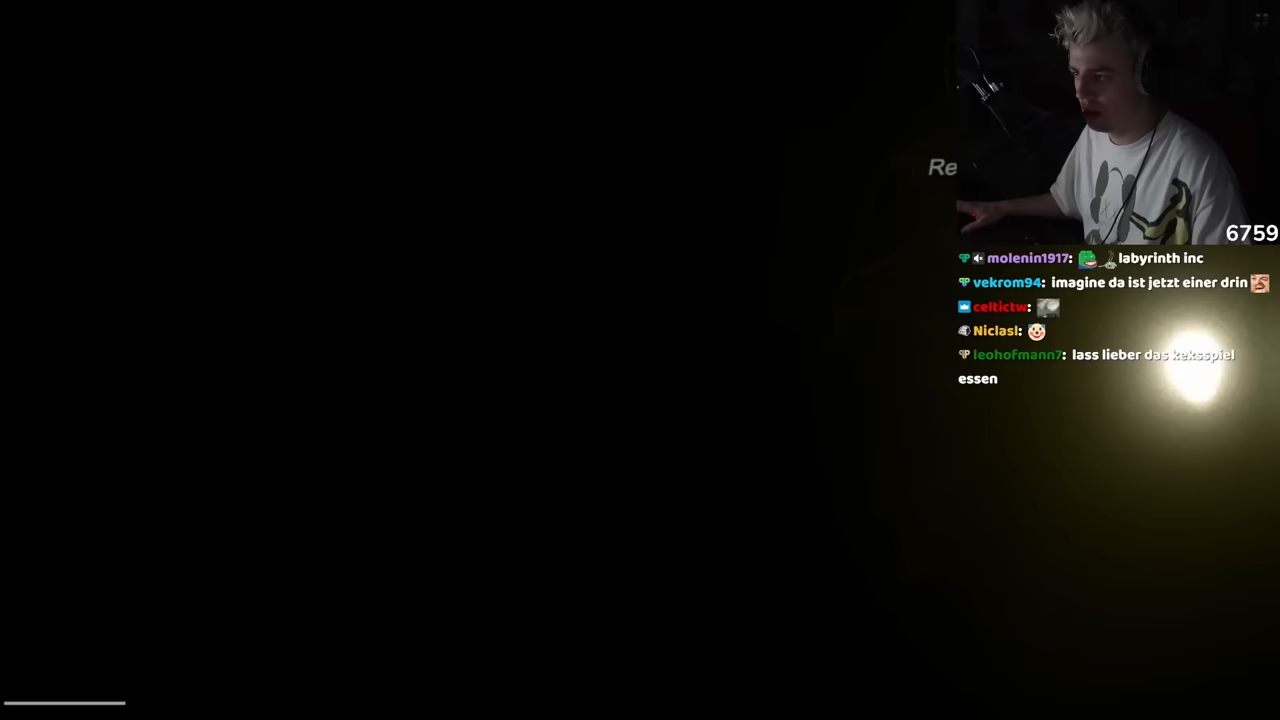 Re
6759
molenin1917: labyrinth inc
vekrom94: imagine da ist jetzt einer drin
celtictw:
Niclasl:
leohofmann7: lass lieber das keksspiel
essen